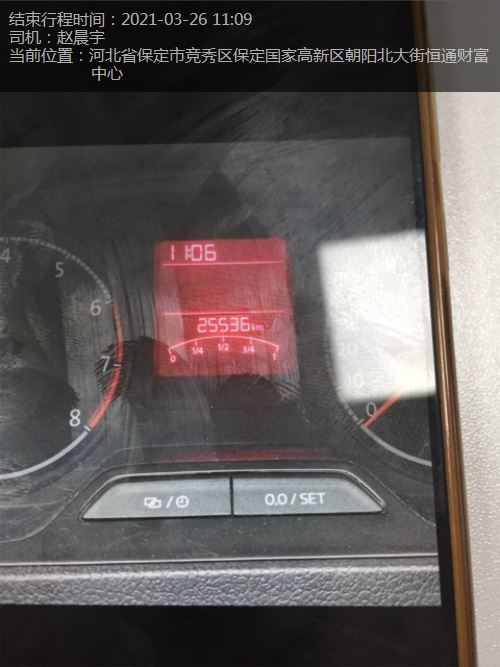 结束行程时间：2021-03-26 11:09
司机：赵晨宇
当前位置：河北省保定市竞秀区保定国家高新区朝阳北大街恒通财富
中心
4
5
6
7
8
11:06
25536km
0 1/4 1/2 3/4 1
10
0
0.0 / SET